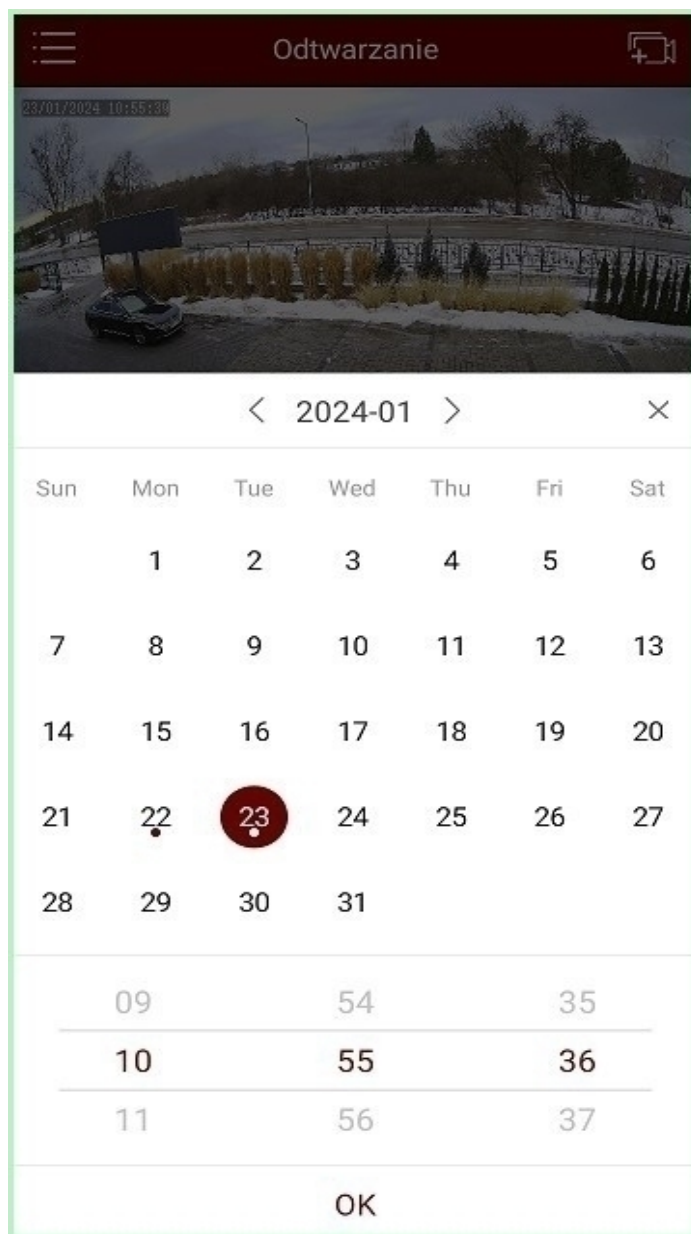 Odtwarzanie
23/01/2024 10:55:39
< 2024-01 > ×
Sun Mon Tue Wed Thu Fri Sat
1 2 3 4 5 6
7 8 9 10 11 12 13
14 15 16 17 18 19 20
21 22 23 24 25 26 27
28 29 30 31
09 54 35
10 55 36
11 56 37
OK